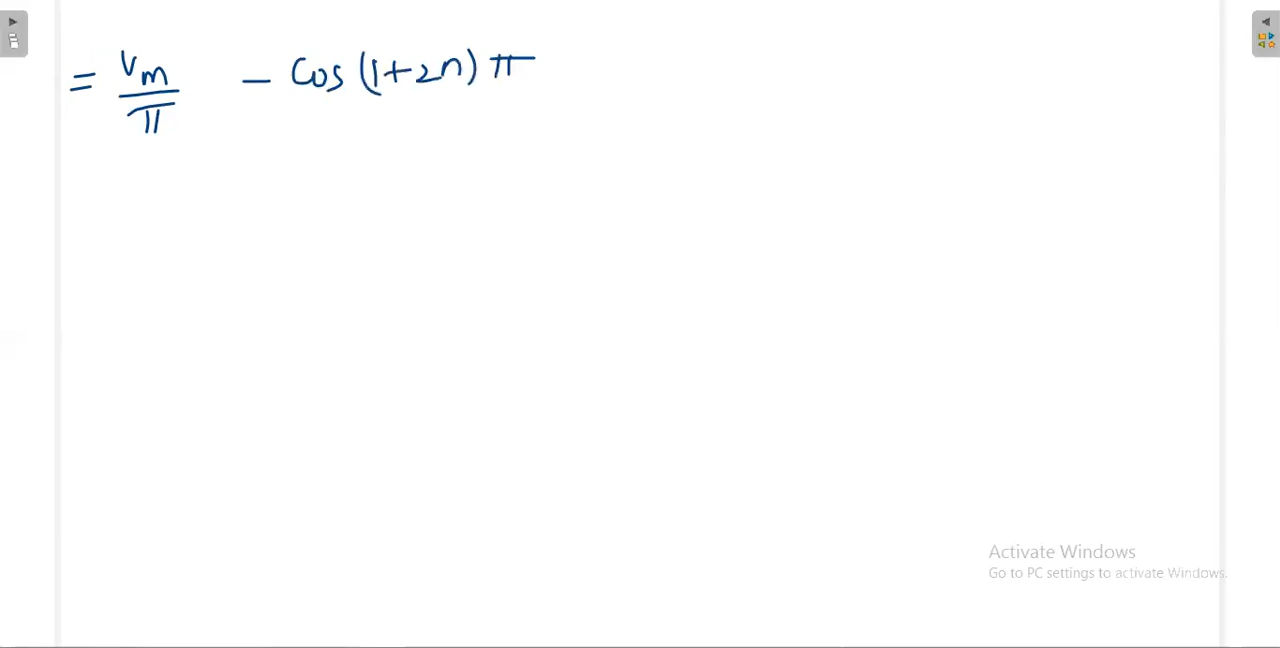 = Vm/π - cos (1+2n) π
Activate Windows
Go to PC settings to activate Windows.